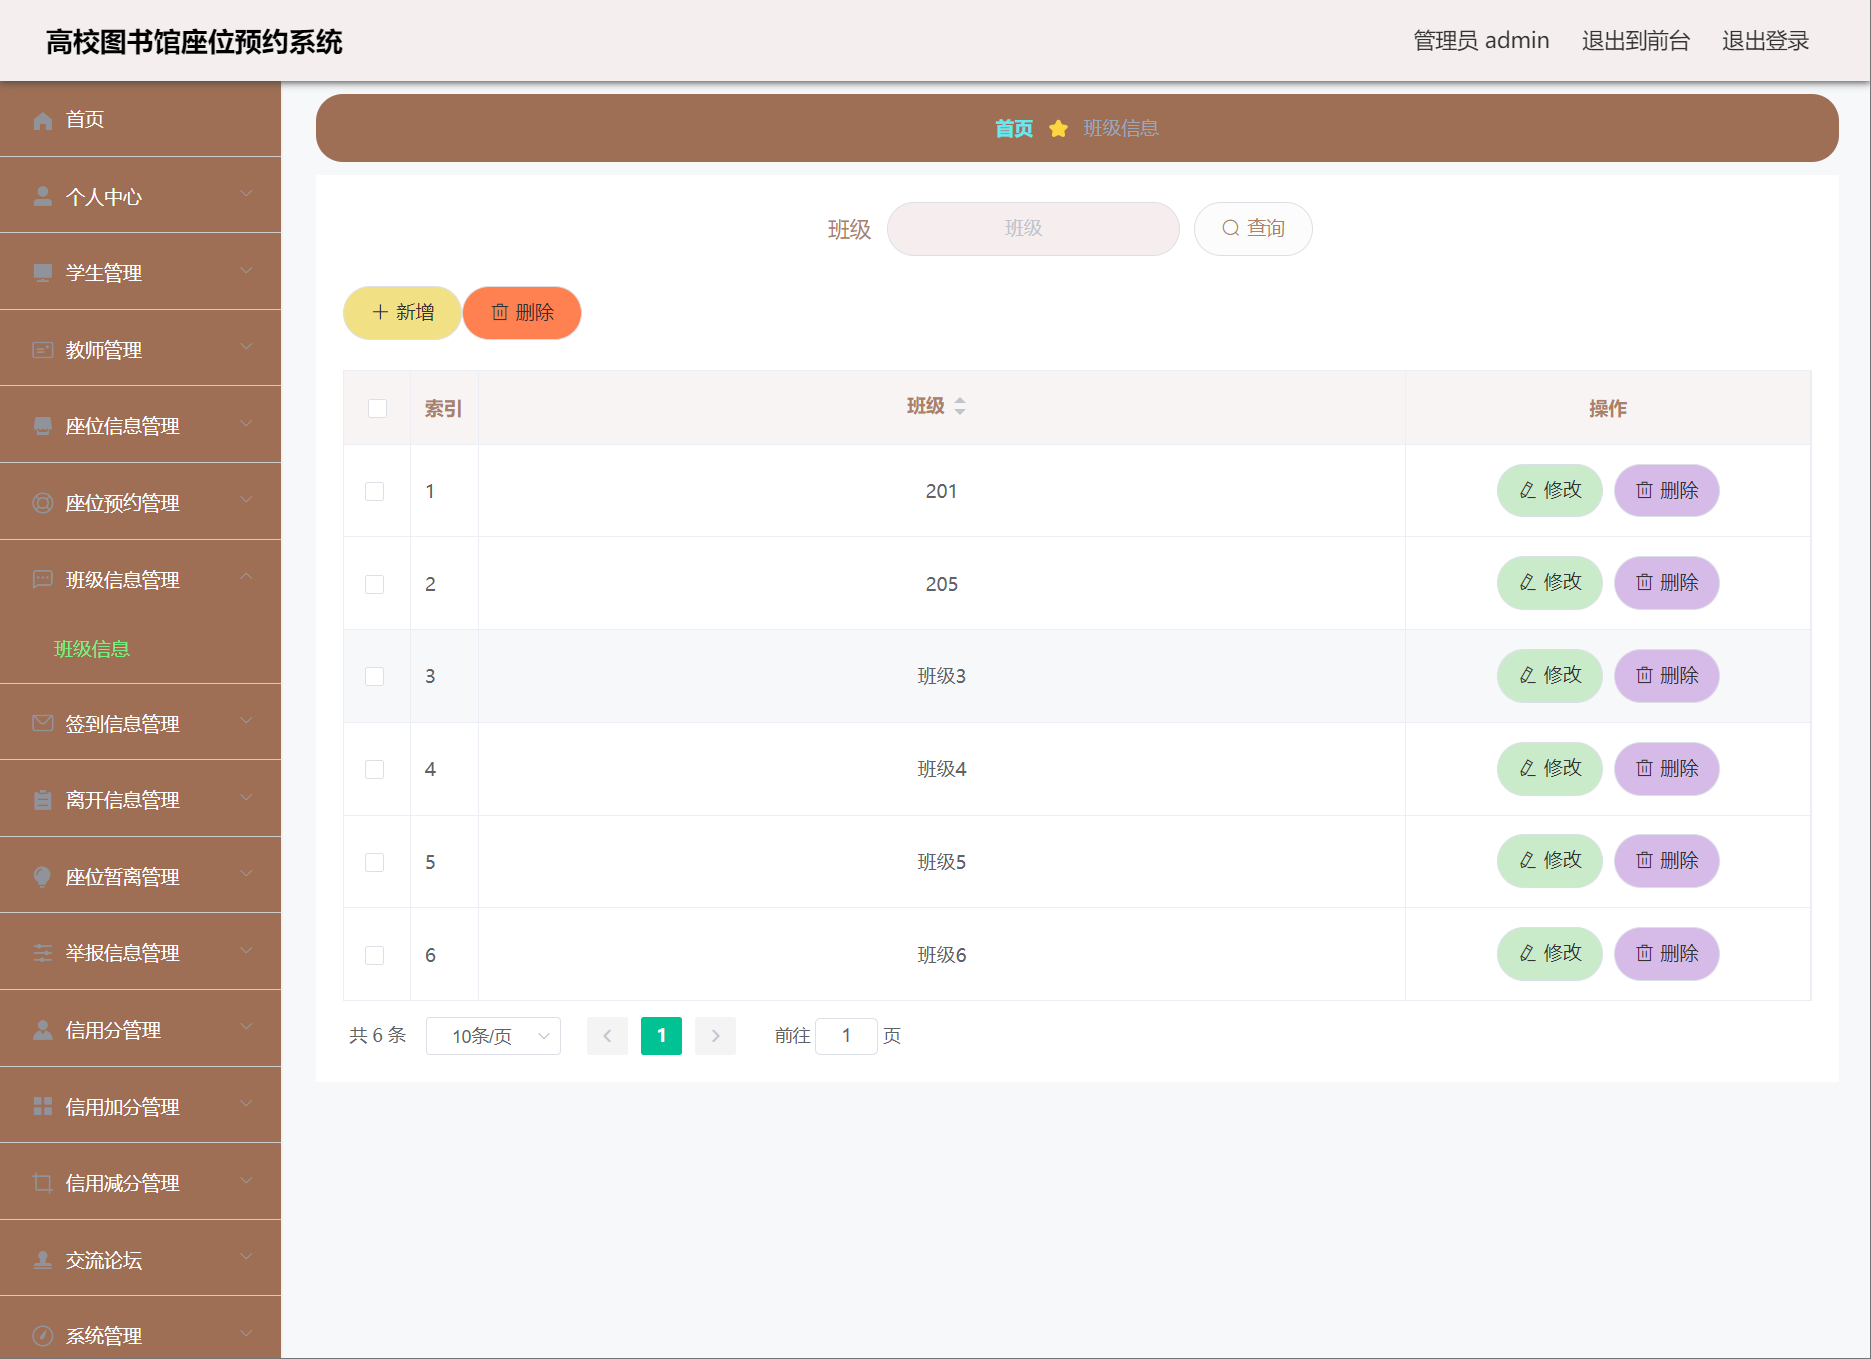 高校图书馆座位预约系统
管理员 admin 退出到前台 退出登录
首页
个人中心
学生管理
教师管理
座位信息管理
座位预约管理
班级信息管理
班级信息
签到信息管理
离开信息管理
座位暂离管理
举报信息管理
信用分管理
信用加分管理
信用减分管理
交流论坛
系统管理
首页 班级信息
班级 班级 查询
新增 删除
索引 班级 操作
1 201 修改 删除
2 205 修改 删除
3 班级3 修改 删除
4 班级4 修改 删除
5 班级5 修改 删除
6 班级6 修改 删除
共 6 条 10条/页 1 前往 1 页